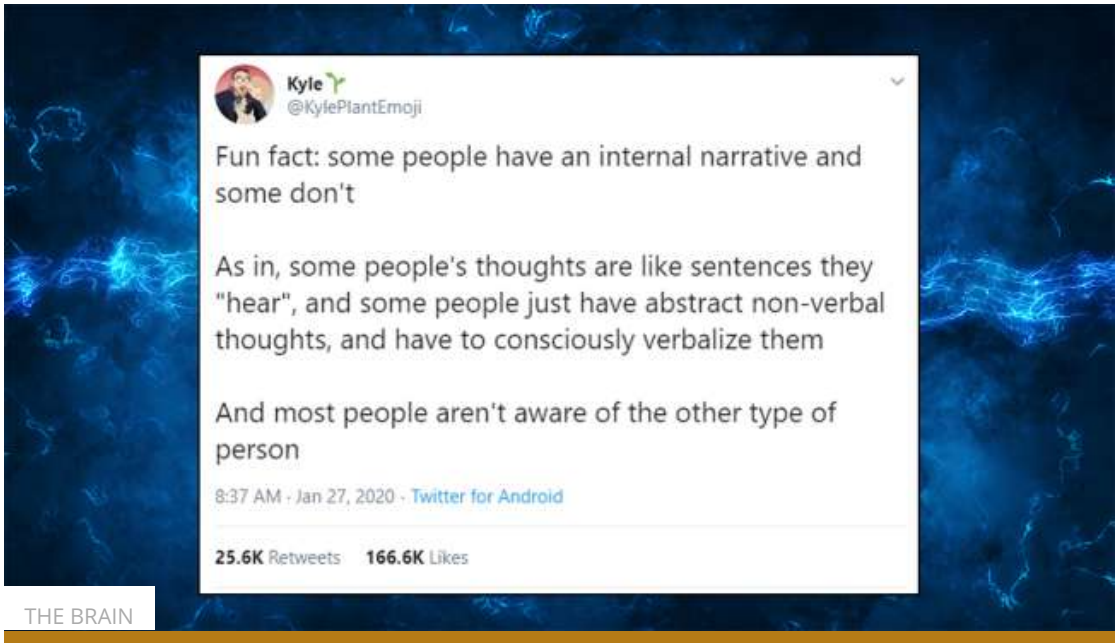 Kyle
@KylePlantEmoji
Fun fact: some people have an internal narrative and
some don't
As in, some people's thoughts are like sentences they
"hear", and some people just have abstract non-verbal
thoughts, and have to consciously verbalize them
And most people aren't aware of the other type of
person
8:37 AM · Jan 27, 2020 · Twitter for Android
25.6K Retweets 166.6K Likes
THE BRAIN